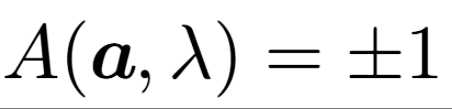 A(𝒂, λ) = ±1